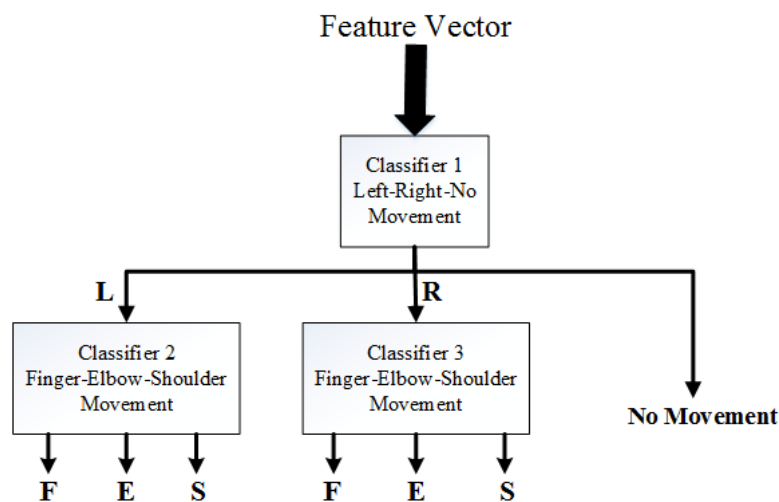 Feature Vector
Classifier 1
Left-Right-No
Movement
L
R
Classifier 2
Finger-Elbow-Shoulder
Movement
Classifier 3
Finger-Elbow-Shoulder
Movement
No Movement
F E S
F E S